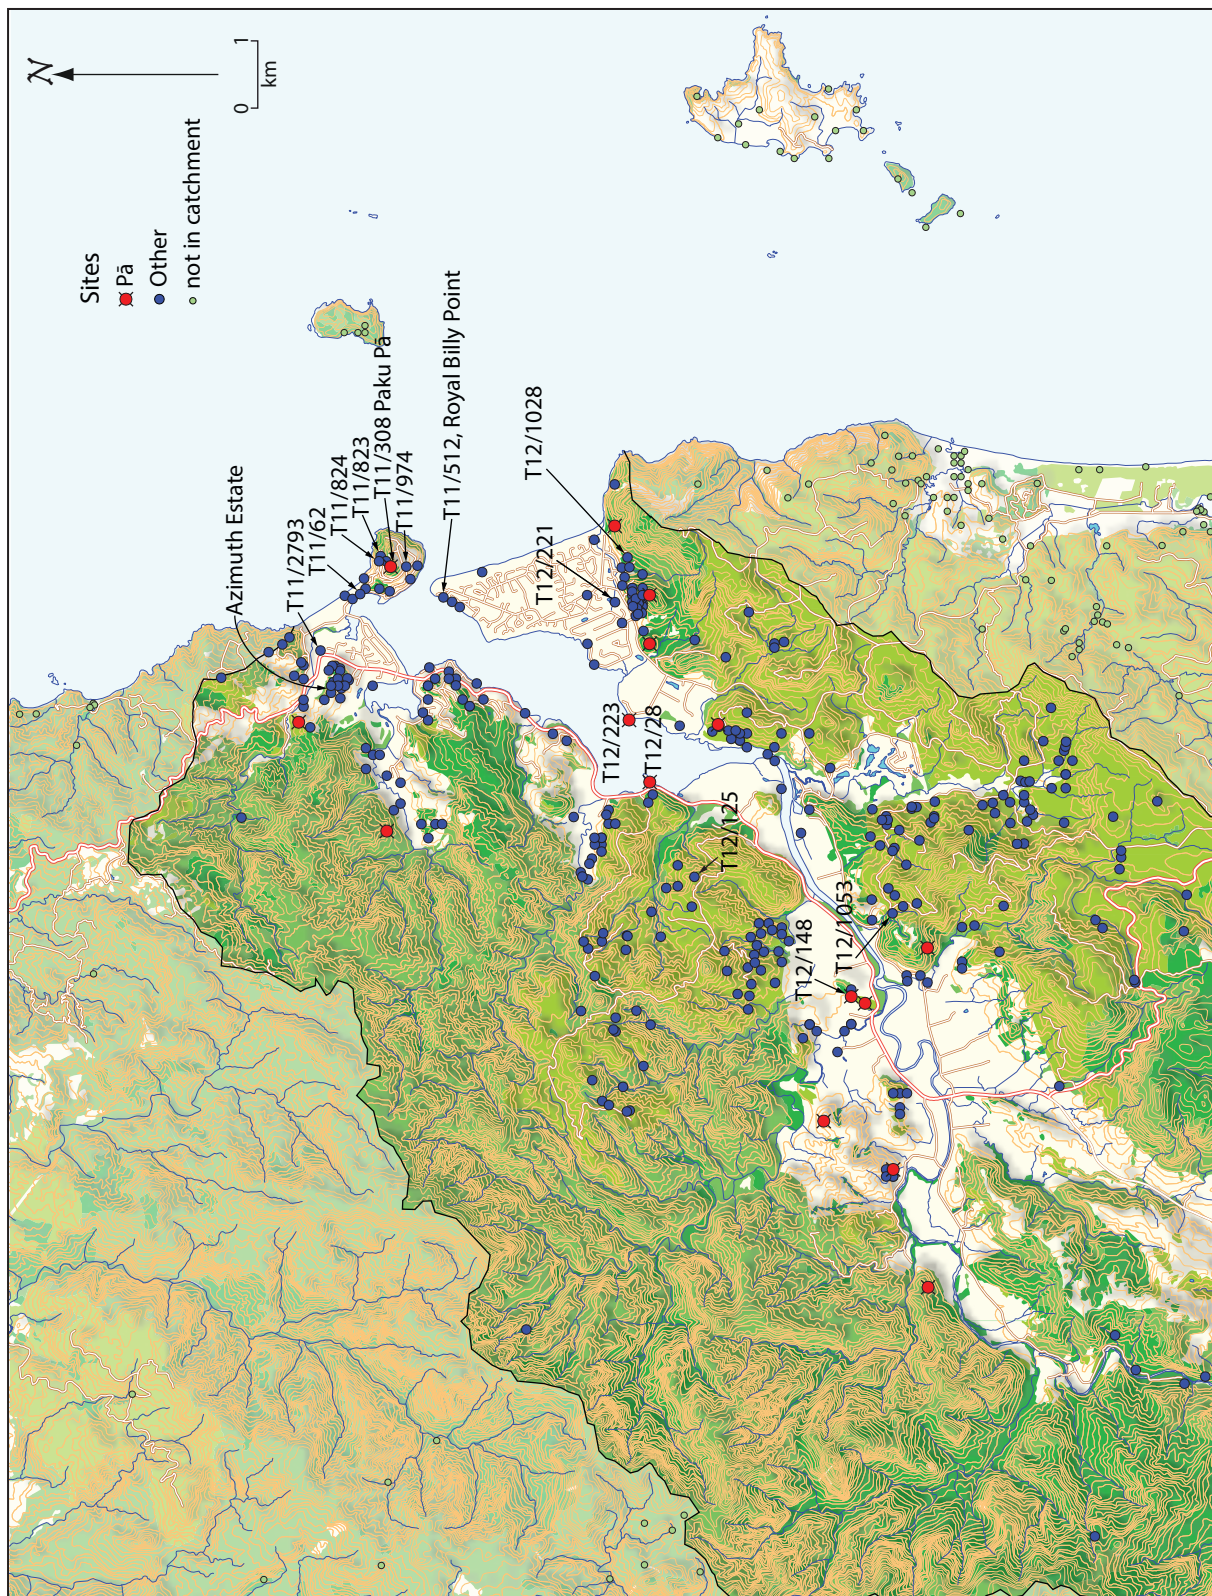 N
0 1
km
Sites
Pā
Other
not in catchment
Azimuth Estate
T11/2793
T11/62
T11/824
T11/823
T11/308 Paku Pā
T11/974
T11/512, Royal Billy Point
T12/1028
T12/221
T12/223
T12/28
T12/125
T12/1053
T12/148